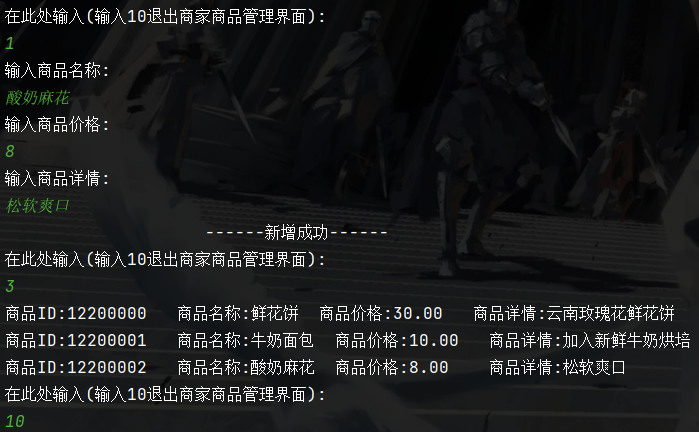 在此处输入(输入10退出商家商品管理界面):
1
输入商品名称:
酸奶麻花
输入商品价格:
8
输入商品详情:
松软爽口
------新增成功------
在此处输入(输入10退出商家商品管理界面):
3
商品ID:12200000 商品名称:鲜花饼 商品价格:30.00 商品详情:云南玫瑰花鲜花饼
商品ID:12200001 商品名称:牛奶面包 商品价格:10.00 商品详情:加入新鲜牛奶烘培
商品ID:12200002 商品名称:酸奶麻花 商品价格:8.00 商品详情:松软爽口
在此处输入(输入10退出商家商品管理界面):
10